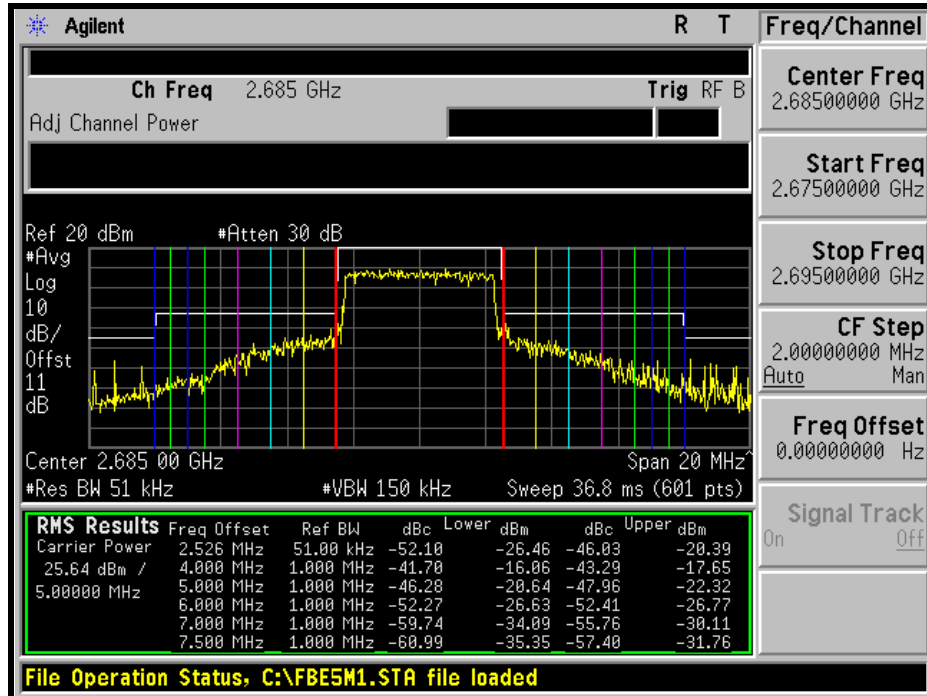 Agilent R T Freq/Channel
Ch Freq 2.685 GHz Trig RF B
Adj Channel Power
Center Freq
2.68500000 GHz
Start Freq
2.67500000 GHz
Stop Freq
2.69500000 GHz
CF Step
2.00000000 MHz
Auto Man
Freq Offset
0.00000000 Hz
Signal Track
On Off
Ref 20 dBm #Atten 30 dB
#Avg
Log
10
dB/
Offst
11
dB
Center 2.685 00 GHz Span 20 MHz^
#Res BW 51 kHz #VBW 150 kHz Sweep 36.8 ms (601 pts)
RMS Results Freq Offset Ref BW dBc Lower dBm dBc Upper dBm
Carrier Power 2.526 MHz 51.00 kHz -52.10 -26.46 -46.03 -20.39
25.64 dBm / 4.000 MHz 1.000 MHz -41.70 -16.06 -43.29 -17.65
5.00000 MHz 5.000 MHz 1.000 MHz -46.28 -20.64 -47.96 -22.32
6.000 MHz 1.000 MHz -52.27 -26.63 -52.41 -26.77
7.000 MHz 1.000 MHz -59.74 -34.09 -55.76 -30.11
7.500 MHz 1.000 MHz -60.99 -35.35 -57.40 -31.76
File Operation Status, C:\FBE5M1.STA file loaded